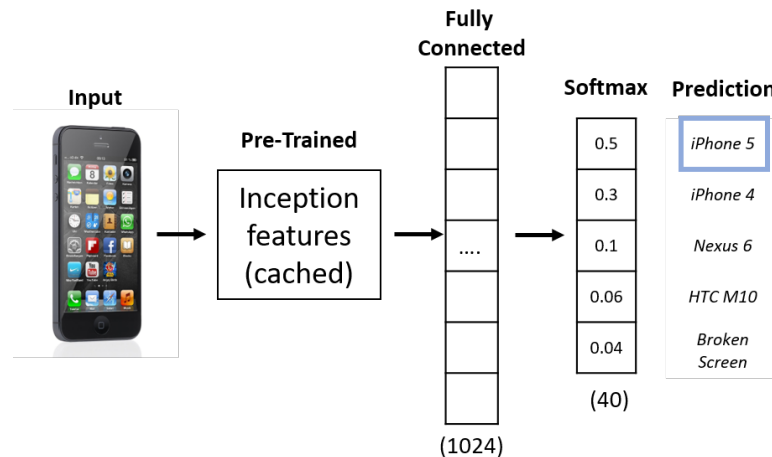 Fully
Connected
Input
Softmax
Prediction
Pre-Trained
Inception
features
(cached)
....
0.5
0.3
0.1
0.06
0.04
iPhone 5
iPhone 4
Nexus 6
HTC M10
Broken
Screen
(40)
(1024)